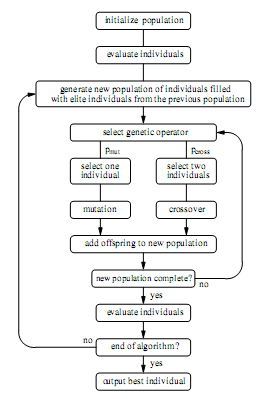 initialize population
evaluate individuals
generate new population of individuals filled
with elite individuals from the previous population
select genetic operator
pmut
pcross
select one
individual
select two
individuals
mutation
crossover
add offspring to new population
new population complete?
no
yes
evaluate individuals
no
end of algorithm?
yes
output best individual